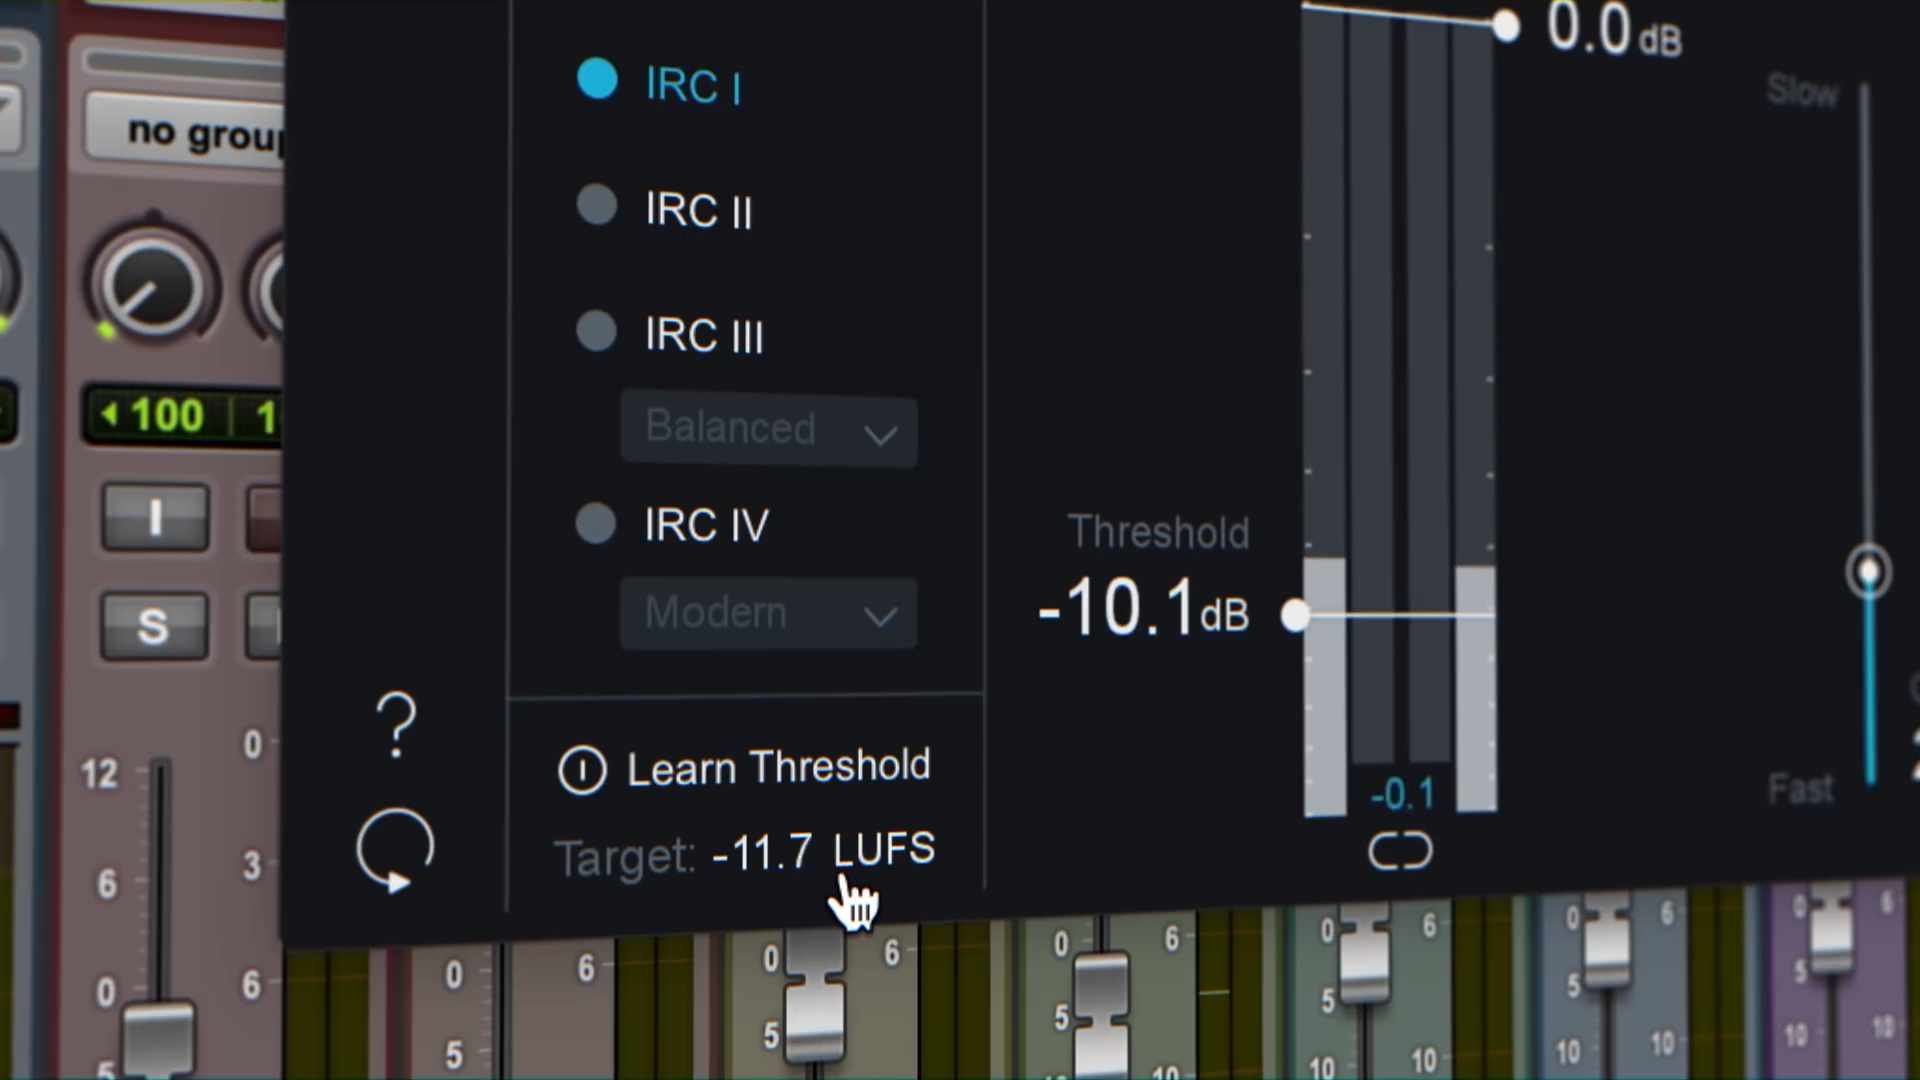 0.0 dB
IRC I
Slow
no group
IRC II
IRC III
100
Balanced
IRC IV
I
Threshold
-10.1dB
Modern
S
?
Learn Threshold
-0.1
Fast
Target: -11.7 LUFS
12
0
6
3
0
6
5
0
6
5
0
6
5
0
6
5
10
0
6
5
10
10
0
6
5
10
10
0
6
5
10
10